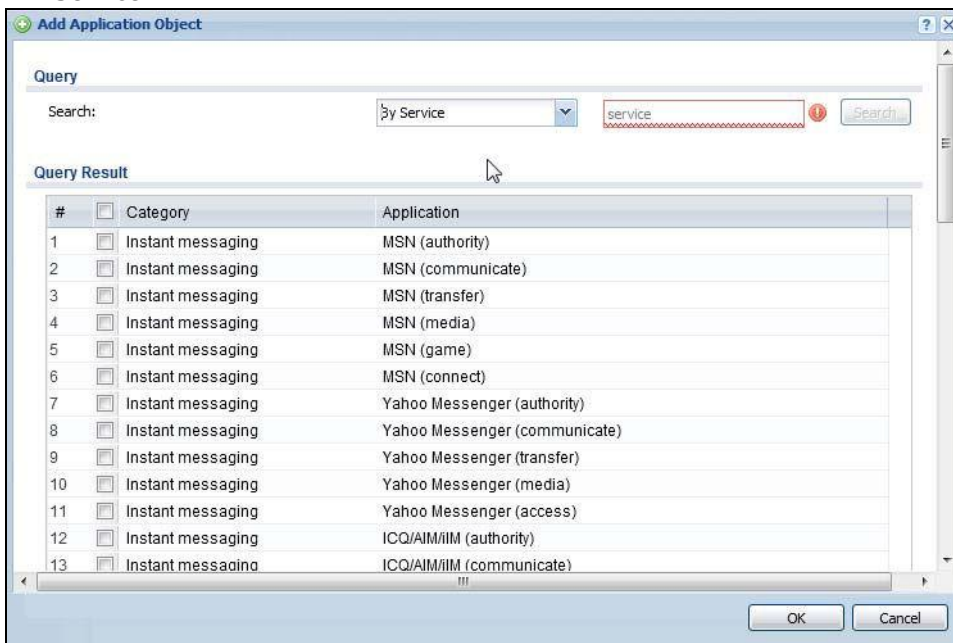 Add Application Object
Query
Search: By Service service Search
Query Result
# Category Application
1 Instant messaging MSN (authority)
2 Instant messaging MSN (communicate)
3 Instant messaging MSN (transfer)
4 Instant messaging MSN (media)
5 Instant messaging MSN (game)
6 Instant messaging MSN (connect)
7 Instant messaging Yahoo Messenger (authority)
8 Instant messaging Yahoo Messenger (communicate)
9 Instant messaging Yahoo Messenger (transfer)
10 Instant messaging Yahoo Messenger (media)
11 Instant messaging Yahoo Messenger (access)
12 Instant messaging ICQ/AIM/iIM (authority)
13 Instant messaging ICQ/AIM/iIM (communicate)
OK Cancel